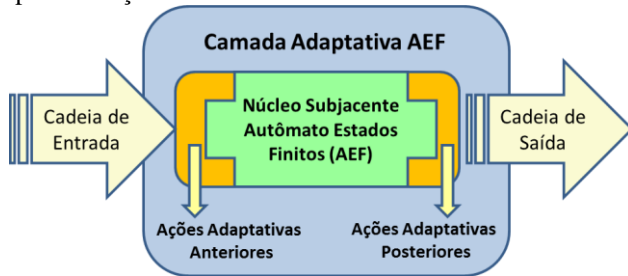 Camada Adaptativa AEF
Cadeia de
Entrada
Núcleo Subjacente
Autômato Estados
Finitos (AEF)
Cadeia de
Saída
Ações Adaptativas
Anteriores
Ações Adaptativas
Posteriores